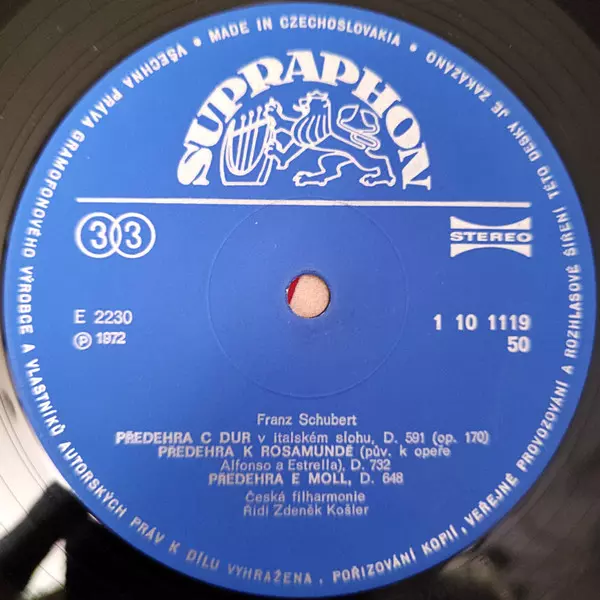 VŠECHNA PRÁVA GRAMOFONOVÉHO VÝROBCE A VLASTNÍKŮ AUTORSKÝCH PRÁV K DÍLU VYHRAŽENA. POŘIZOVÁNÍ KOPIÍ, VEŘEJNÉ PROVOZOVÁNÍ A ROZHLASOVÉ ŠÍŘENÍ TÉTO DESKY JE ZAKÁZÁNO
• MADE IN CZECHOSLOVAKIA •
SUPRAPHON
33
STEREO
E 2230
Ⓟ 1972
1 10 1119
50
Franz Schubert
PŘEDEHRA C DUR v italském slohu, D. 591 (op. 170)
PŘEDEHRA K ROSAMUNDĚ (pův. k opeře
Alfonso a Estrella), D. 732
PŘEDEHRA E MOLL, D. 648
Česká filharmonie
Řídí Zdeněk Košler